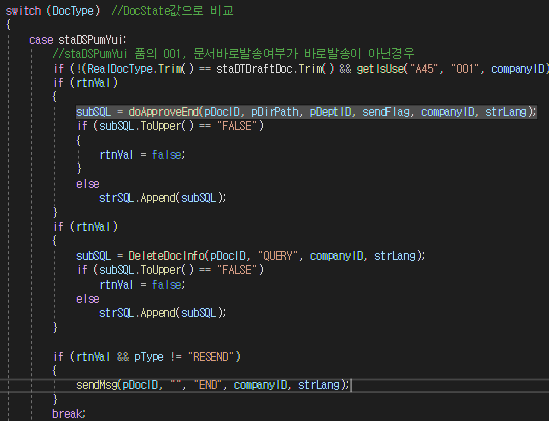 switch (DocType)  //DocState값으로 비교
{
    case staDSPumYui:
        //staDSPumYui 품의 001, 문서바로발송여부가 바로발송이 아닌경우
        if (!(RealDocType.Trim() == staDTDraftDoc.Trim() && getIsUse("A45", "001", companyID)
        if (rtnVal)
        {
            subSQL = doApproveEnd(pDocID, pDirPath, pDeptID, sendFlag, companyID, strLang);
            if (subSQL.ToUpper() == "FALSE")
            {
                rtnVal = false;
            }
            else
                strSQL.Append(subSQL);
        }
        if (rtnVal)
        {
            subSQL = DeleteDocInfo(pDocID, "QUERY", companyID, strLang);
            if (subSQL.ToUpper() == "FALSE")
                rtnVal = false;
            else
                strSQL.Append(subSQL);
        }
        if (rtnVal && pType != "RESEND")
        {
            sendMsg(pDocID, "", "END", companyID, strLang);
        }
        break;